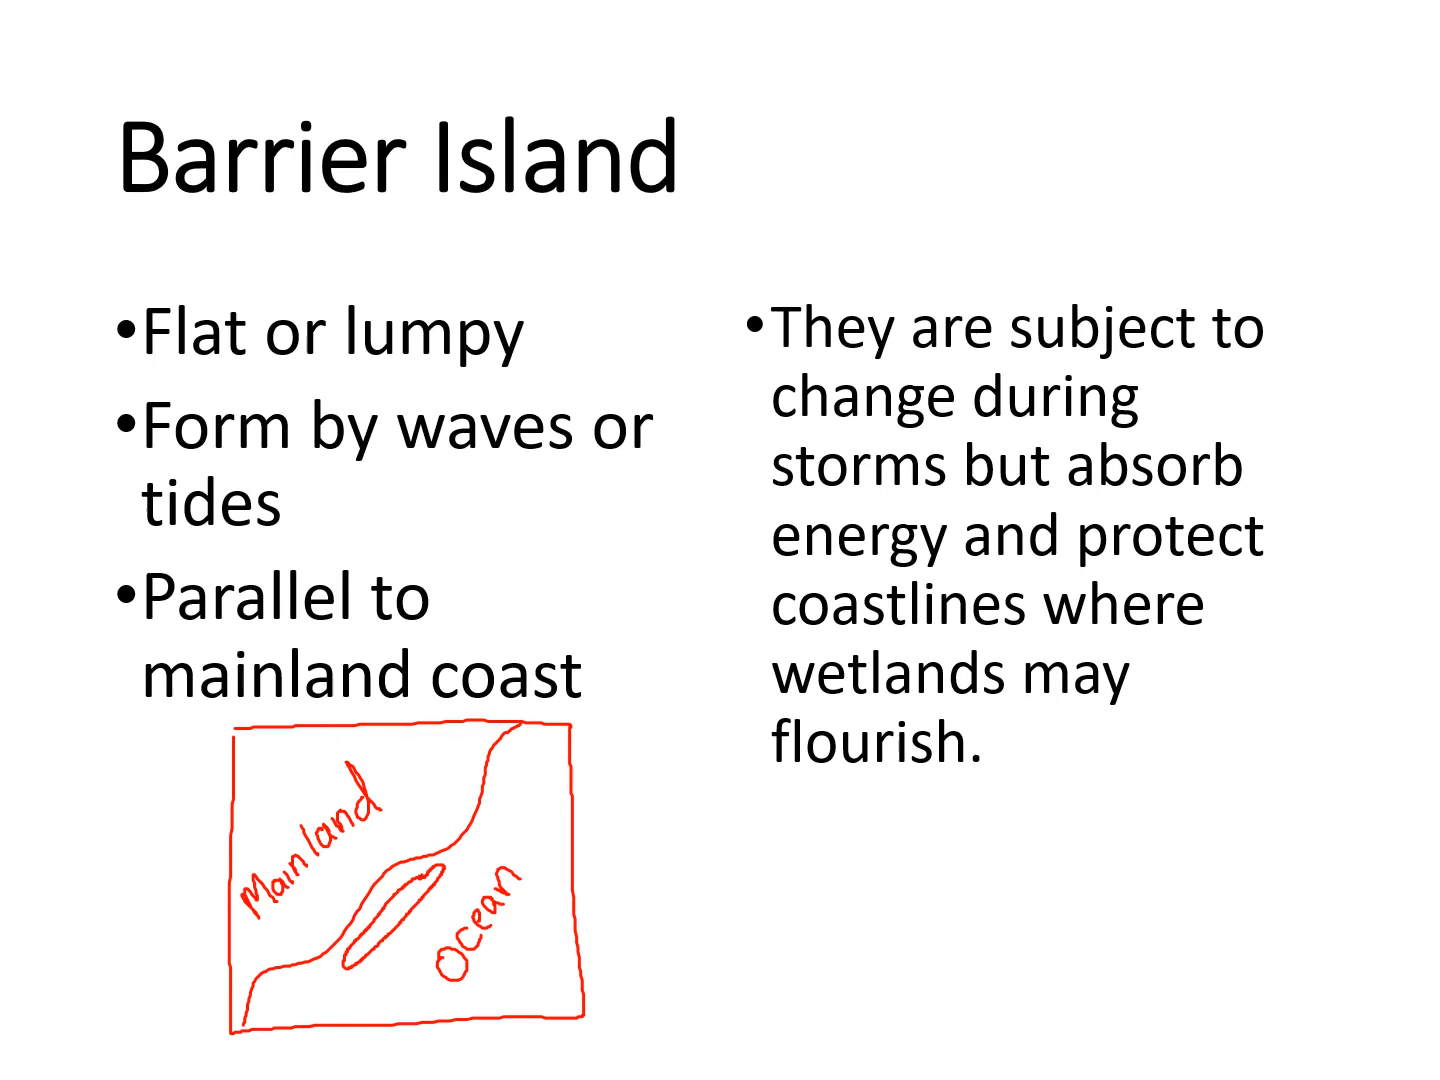 Barrier Island
•Flat or lumpy
•Form by waves or
tides
•Parallel to
mainland coast
•They are subject to
change during
storms but absorb
energy and protect
coastlines where
wetlands may
flourish.
Mainland
Ocean